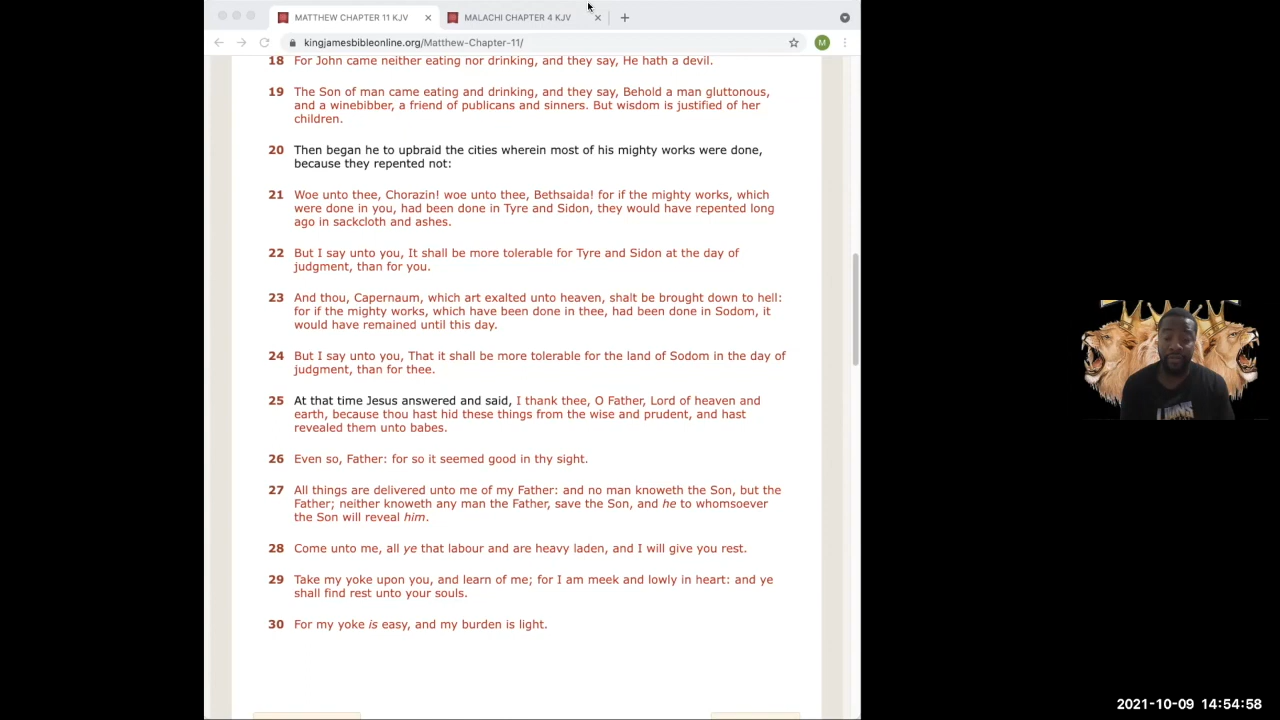 MATTHEW CHAPTER 11 KJV
MALACHI CHAPTER 4 KJV
kingjamesbibleonline.org/Matthew-Chapter-11/
M
18 For John came neither eating nor drinking, and they say, He hath a devil.
19 The Son of man came eating and drinking, and they say, Behold a man gluttonous,
and a winebibber, a friend of publicans and sinners. But wisdom is justified of her
children.
20 Then began he to upbraid the cities wherein most of his mighty works were done,
because they repented not:
21 Woe unto thee, Chorazin! woe unto thee, Bethsaida! for if the mighty works, which
were done in you, had been done in Tyre and Sidon, they would have repented long
ago in sackcloth and ashes.
22 But I say unto you, It shall be more tolerable for Tyre and Sidon at the day of
judgment, than for you.
23 And thou, Capernaum, which art exalted unto heaven, shalt be brought down to hell:
for if the mighty works, which have been done in thee, had been done in Sodom, it
would have remained until this day.
24 But I say unto you, That it shall be more tolerable for the land of Sodom in the day of
judgment, than for thee.
25 At that time Jesus answered and said, I thank thee, O Father, Lord of heaven and
earth, because thou hast hid these things from the wise and prudent, and hast
revealed them unto babes.
26 Even so, Father: for so it seemed good in thy sight.
27 All things are delivered unto me of my Father: and no man knoweth the Son, but the
Father; neither knoweth any man the Father, save the Son, and he to whomsoever
the Son will reveal him.
28 Come unto me, all ye that labour and are heavy laden, and I will give you rest.
29 Take my yoke upon you, and learn of me; for I am meek and lowly in heart: and ye
shall find rest unto your souls.
30 For my yoke is easy, and my burden is light.
2021-10-09 14:54:58